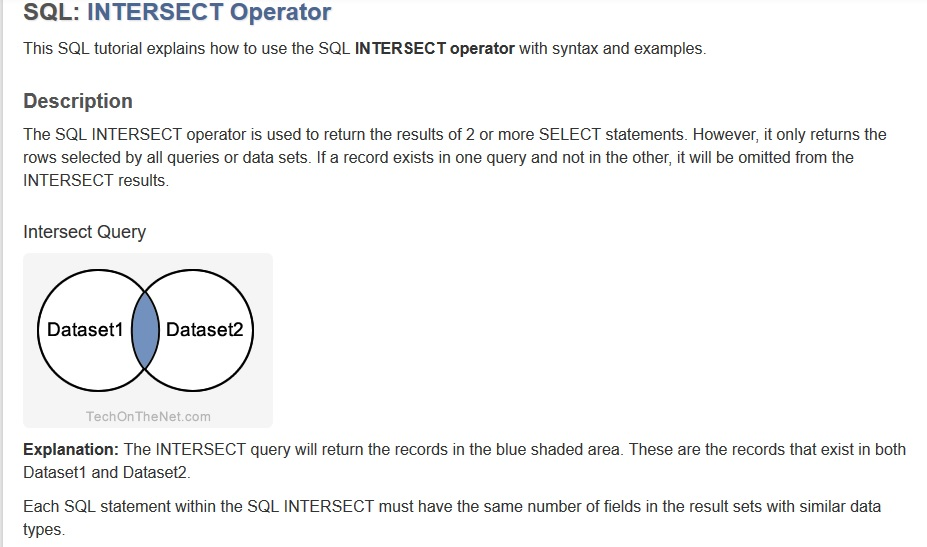 SQL: INTERSECT Operator
This SQL tutorial explains how to use the SQL INTERSECT operator with syntax and examples.
Description
The SQL INTERSECT operator is used to return the results of 2 or more SELECT statements. However, it only returns the
rows selected by all queries or data sets. If a record exists in one query and not in the other, it will be omitted from the
INTERSECT results.
Intersect Query
Dataset1 Dataset2
TechOnTheNet.com
Explanation: The INTERSECT query will return the records in the blue shaded area. These are the records that exist in both
Dataset1 and Dataset2.
Each SQL statement within the SQL INTERSECT must have the same number of fields in the result sets with similar data
types.